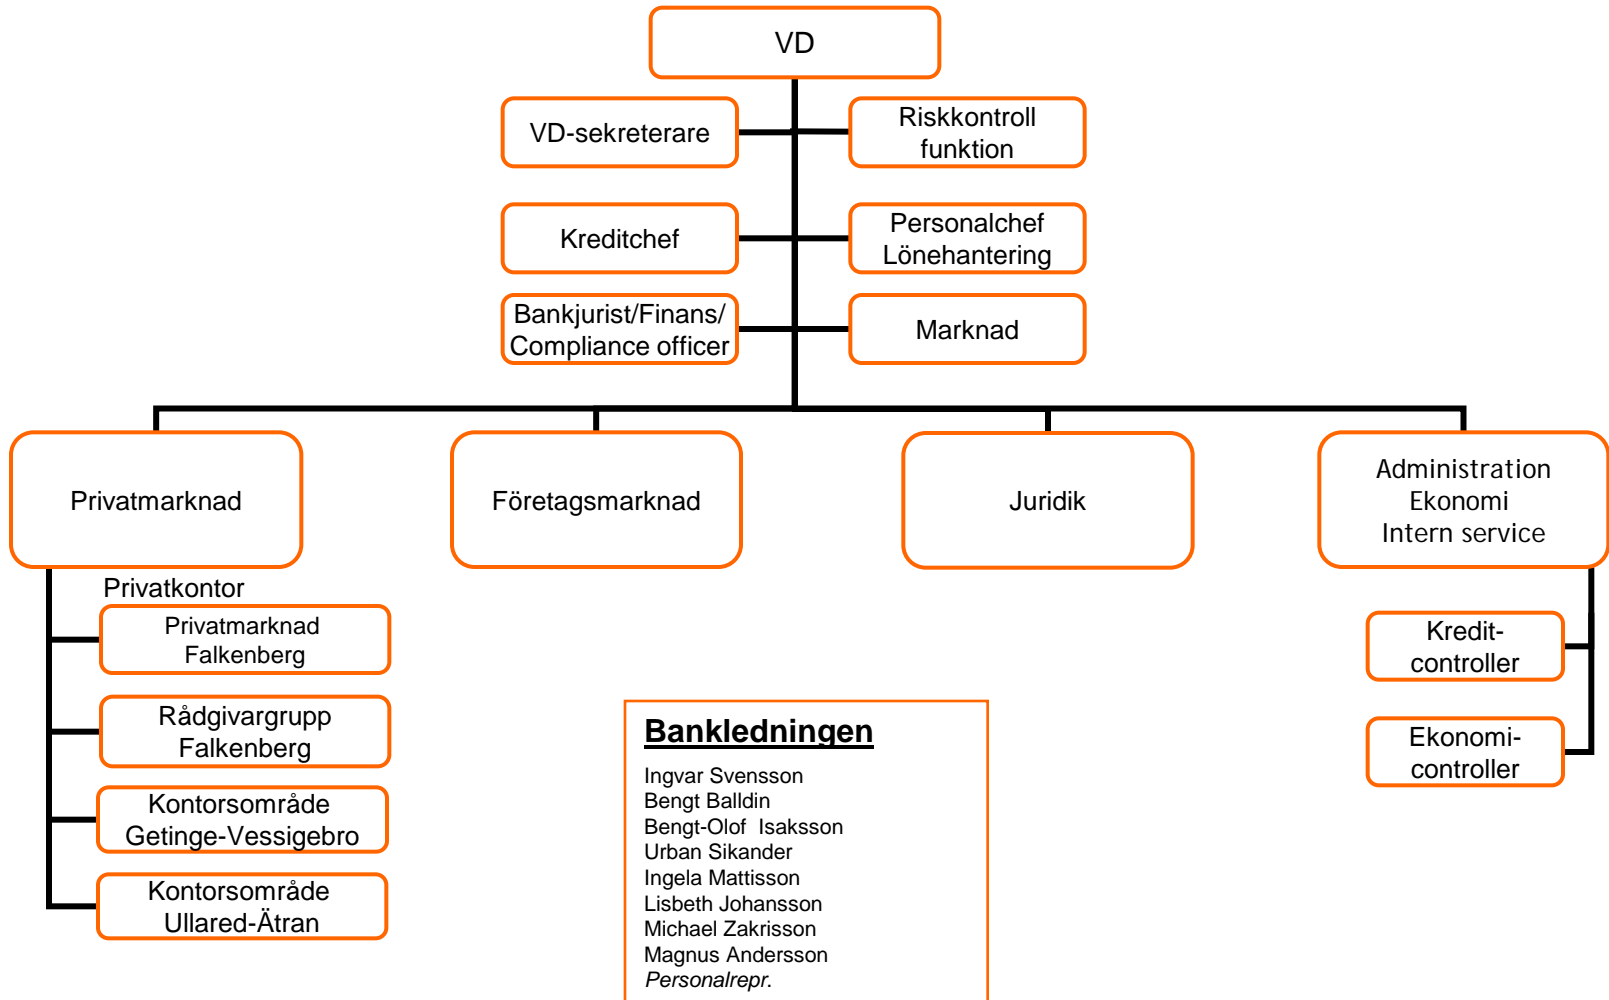 VD
VD-sekreterare
Riskkontroll
funktion
Kreditchef
Personalchef
Lönehantering
Bankjurist/Finans/
Compliance officer
Marknad
Privatmarknad
Företagsmarknad
Juridik
Administration
Ekonomi
Intern service
Privatkontor
Privatmarknad
Falkenberg
Rådgivargrupp
Falkenberg
Kontorsområde
Getinge-Vessigebro
Kontorsområde
Ullared-Ätran
Kredit-
controller
Ekonomi-
controller
Bankledningen
Ingvar Svensson
Bengt Balldin
Bengt-Olof Isaksson
Urban Sikander
Ingela Mattisson
Lisbeth Johansson
Michael Zakrisson
Magnus Andersson
Personalrepr.